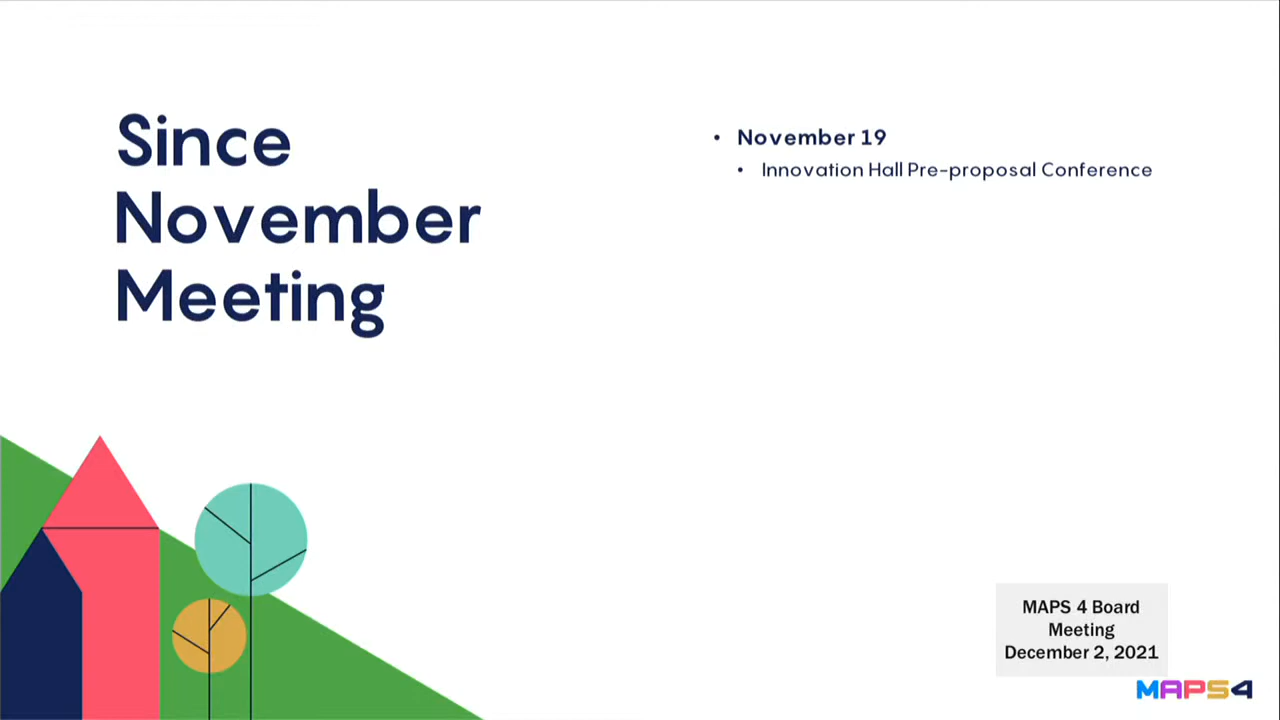 Since
November
Meeting
• November 19
• Innovation Hall Pre-proposal Conference
MAPS 4 Board
Meeting
December 2, 2021
MAPS4